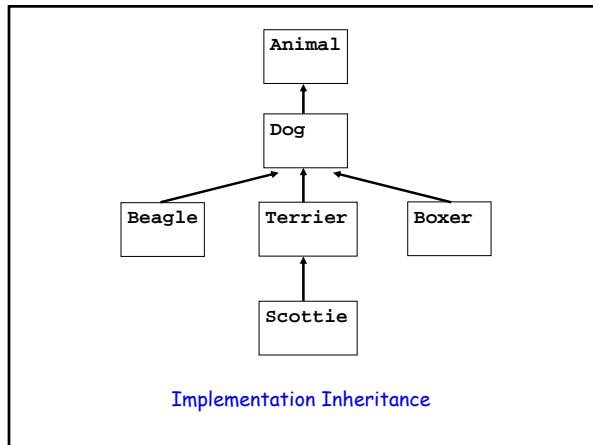 Animal
Dog
Beagle Terrier Boxer
Scottie
Implementation Inheritance